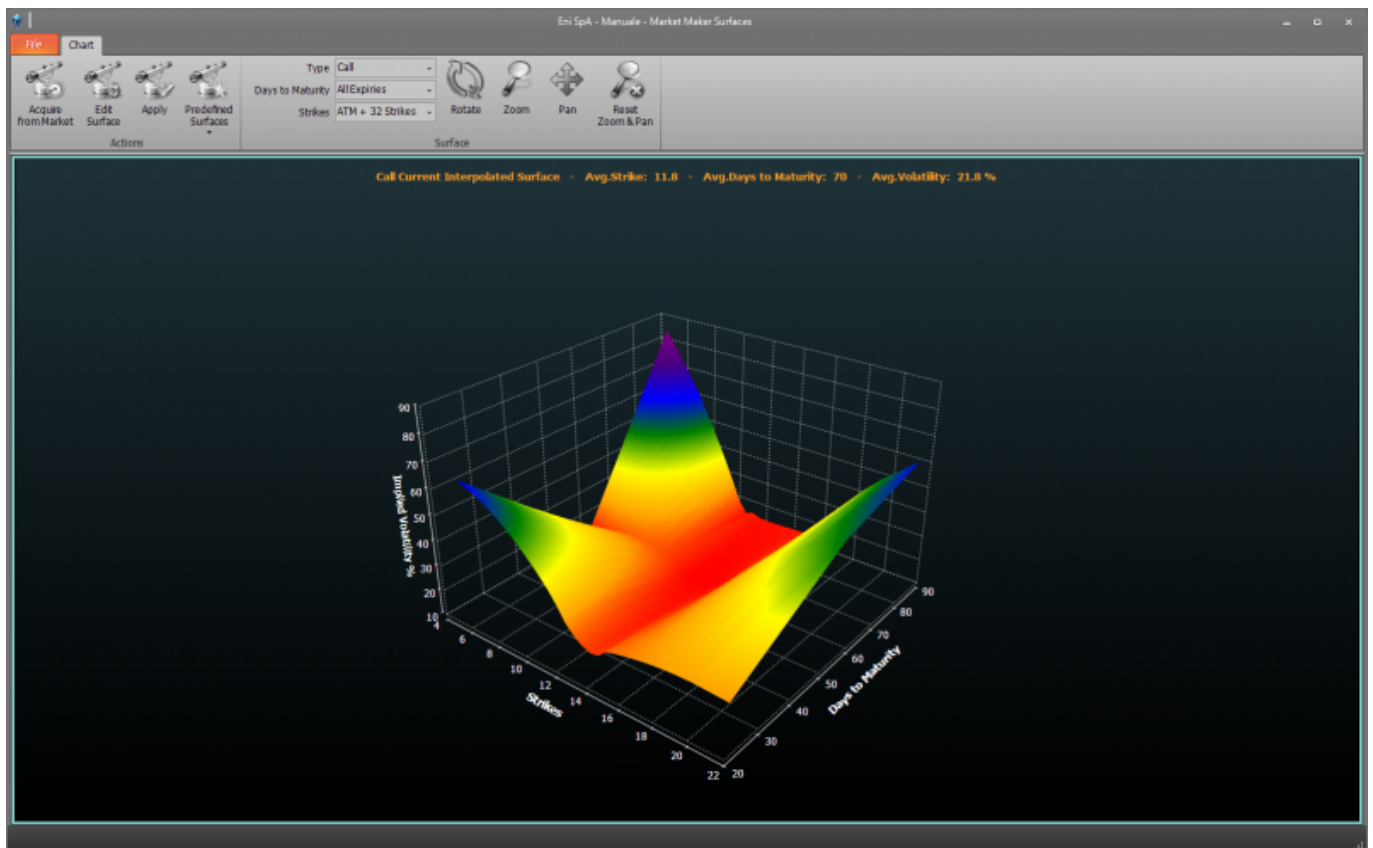 Eni SpA - Manuale - Market Maker Surfaces
File Chart
Type Call
Days to Maturity All Expiries
Strikes ATM + 32 Strikes
Acquire from Market
Edit Surface
Apply
Predefined Surfaces
Rotate
Zoom
Pan
Reset Zoom & Pan
Actions
Surface
Call Current Interpolated Surface - Avg.Strike: 11.8 - Avg.Days to Maturity: 70 - Avg.Volatility: 21.8 %
90
80
70
60
50
40
30
20
10
Implied Volatility %
4
6
8
10
12
14
16
18
20
22
Strikes
20
30
40
50
60
70
80
90
Days to Maturity